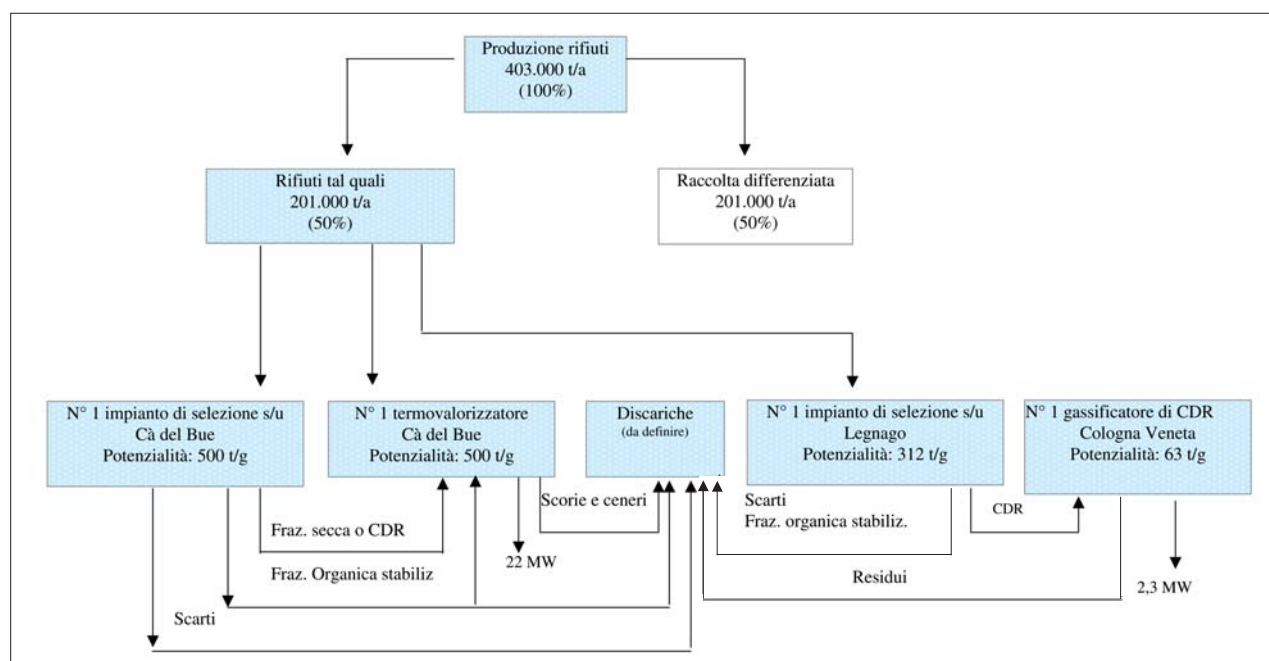 Produzione rifiuti
403.000 t/a
(100%)
Rifiuti tal quali
201.000 t/a
(50%)
Raccolta differenziata
201.000 t/a
(50%)
N° 1 impianto di selezione s/u
Cà del Bue
Potenzialità: 500 t/g
N° 1 termovalorizzatore
Cà del Bue
Potenzialità: 500 t/g
Discariche
(da definire)
N° 1 impianto di selezione s/u
Legnago
Potenzialità: 312 t/g
N° 1 gassificatore di CDR
Cologna Veneta
Potenzialità: 63 t/g
Fraz. secca o CDR
Fraz. Organica stabiliz
Scarti
22 MW
Scorie e ceneri
Scarti
Fraz. organica stabiliz.
CDR
Residui
2,3 MW